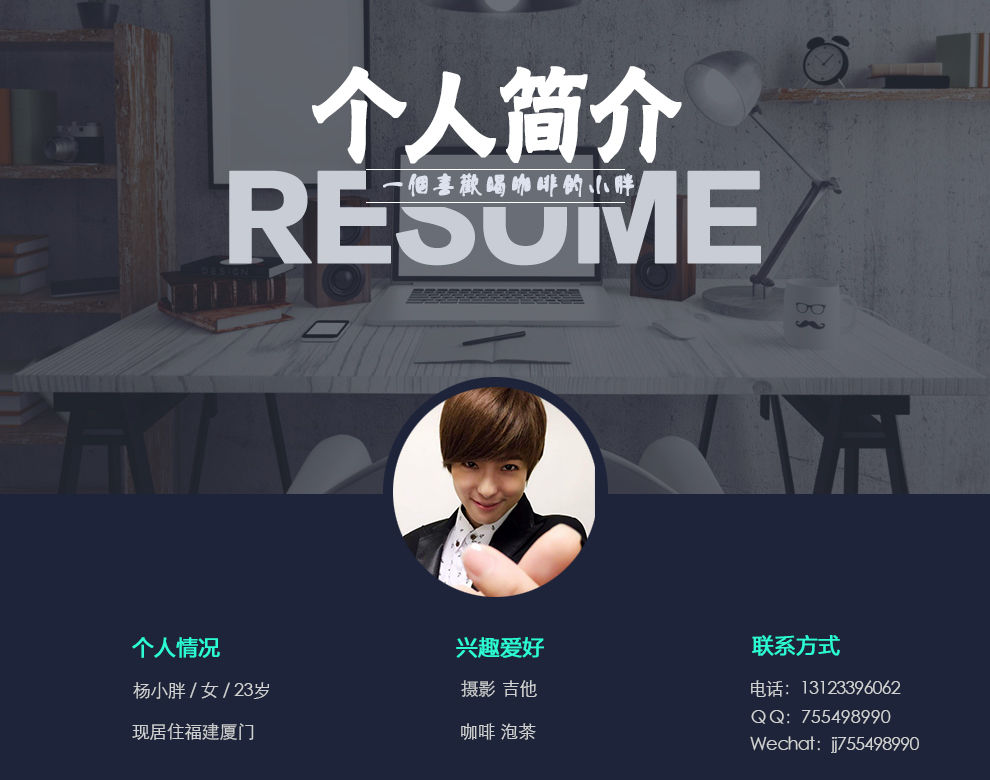 个人简介
一個喜歡喝咖啡的小胖
RESUME
DESIGN
个人情况
杨小胖 / 女 / 23岁
现居住福建厦门
兴趣爱好
摄影 吉他
咖啡 泡茶
联系方式
电话：13123396062
QQ：755498990
Wechat：jj755498990